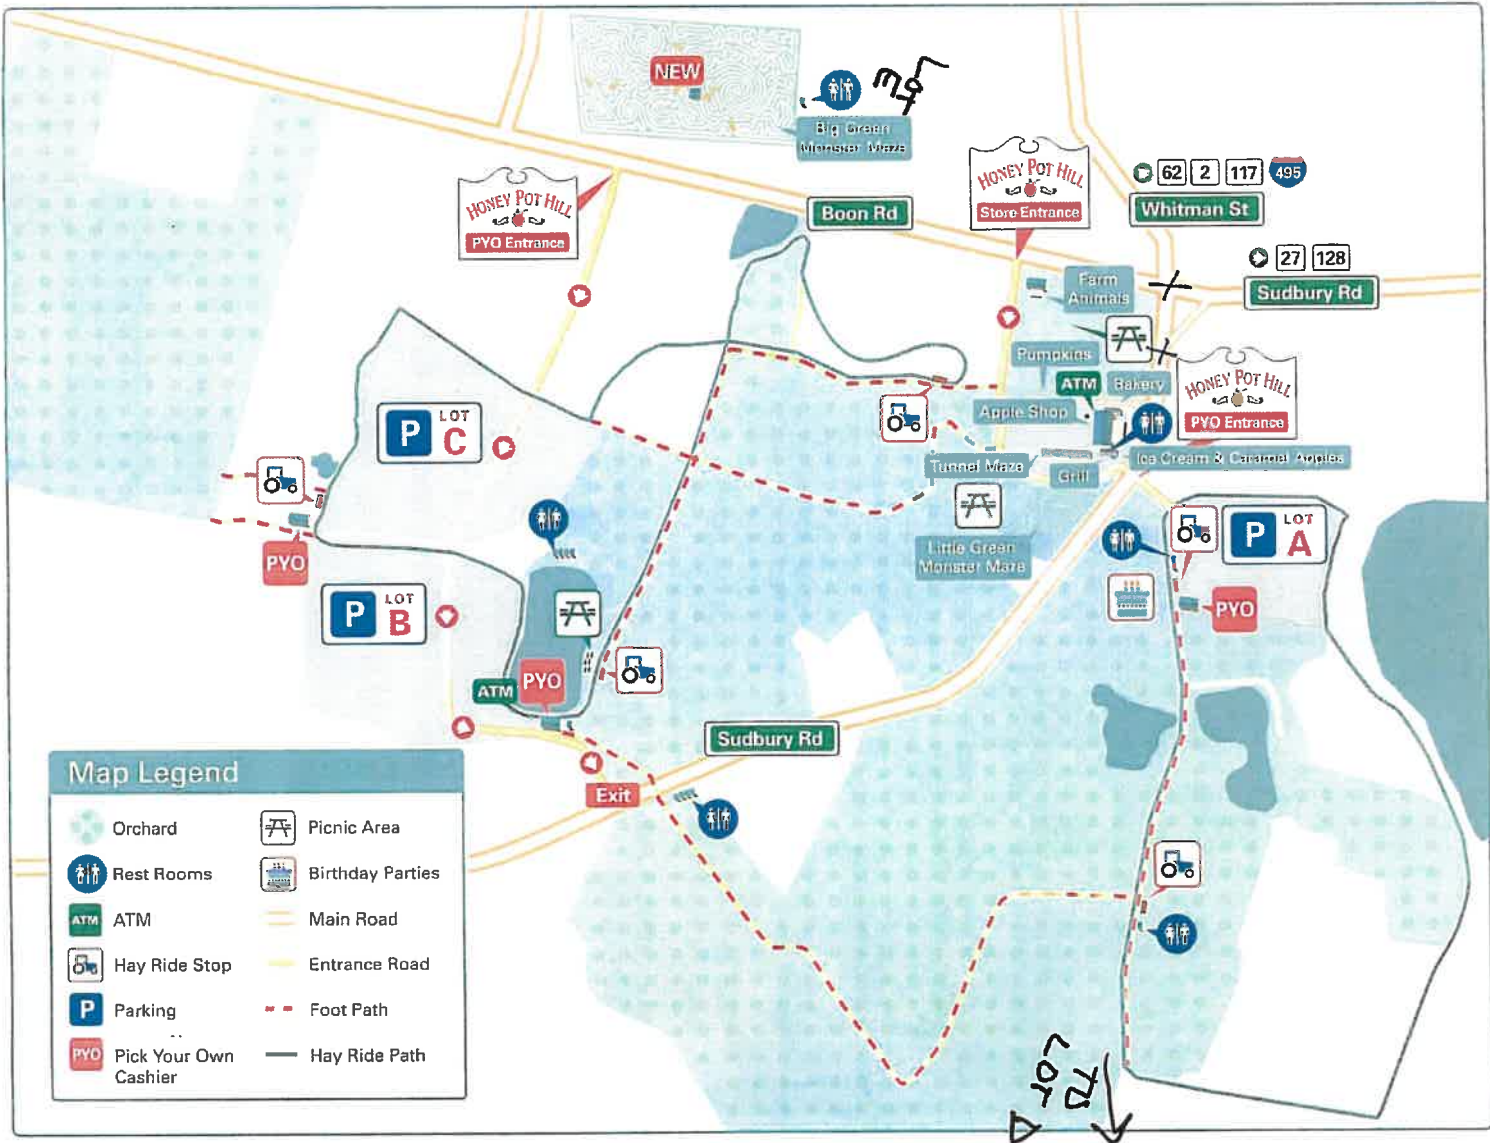 NEW
Big Green
Monster Maze
HONEY POT HILL
PYO Entrance
Boon Rd
HONEY POT HILL
Store Entrance
62 2 117 495
Whitman St
27 128
Sudbury Rd
Farm
Animals
Pumpkins
ATM
Bakery
Apple Shop
HONEY POT HILL
PYO Entrance
Tunnel Maze
Ice Cream & Caramel Apples
Grill
P LOT
C
Little Green
Monster Maze
P LOT
A
PYO
P LOT
B
PYO
ATM
PYO
Sudbury Rd
Exit
Map Legend
Orchard
Rest Rooms
ATM ATM
Hay Ride Stop
P Parking
PYO Pick Your Own
Cashier
Picnic Area
Birthday Parties
Main Road
Entrance Road
Foot Path
Hay Ride Path
TO
LOT
D